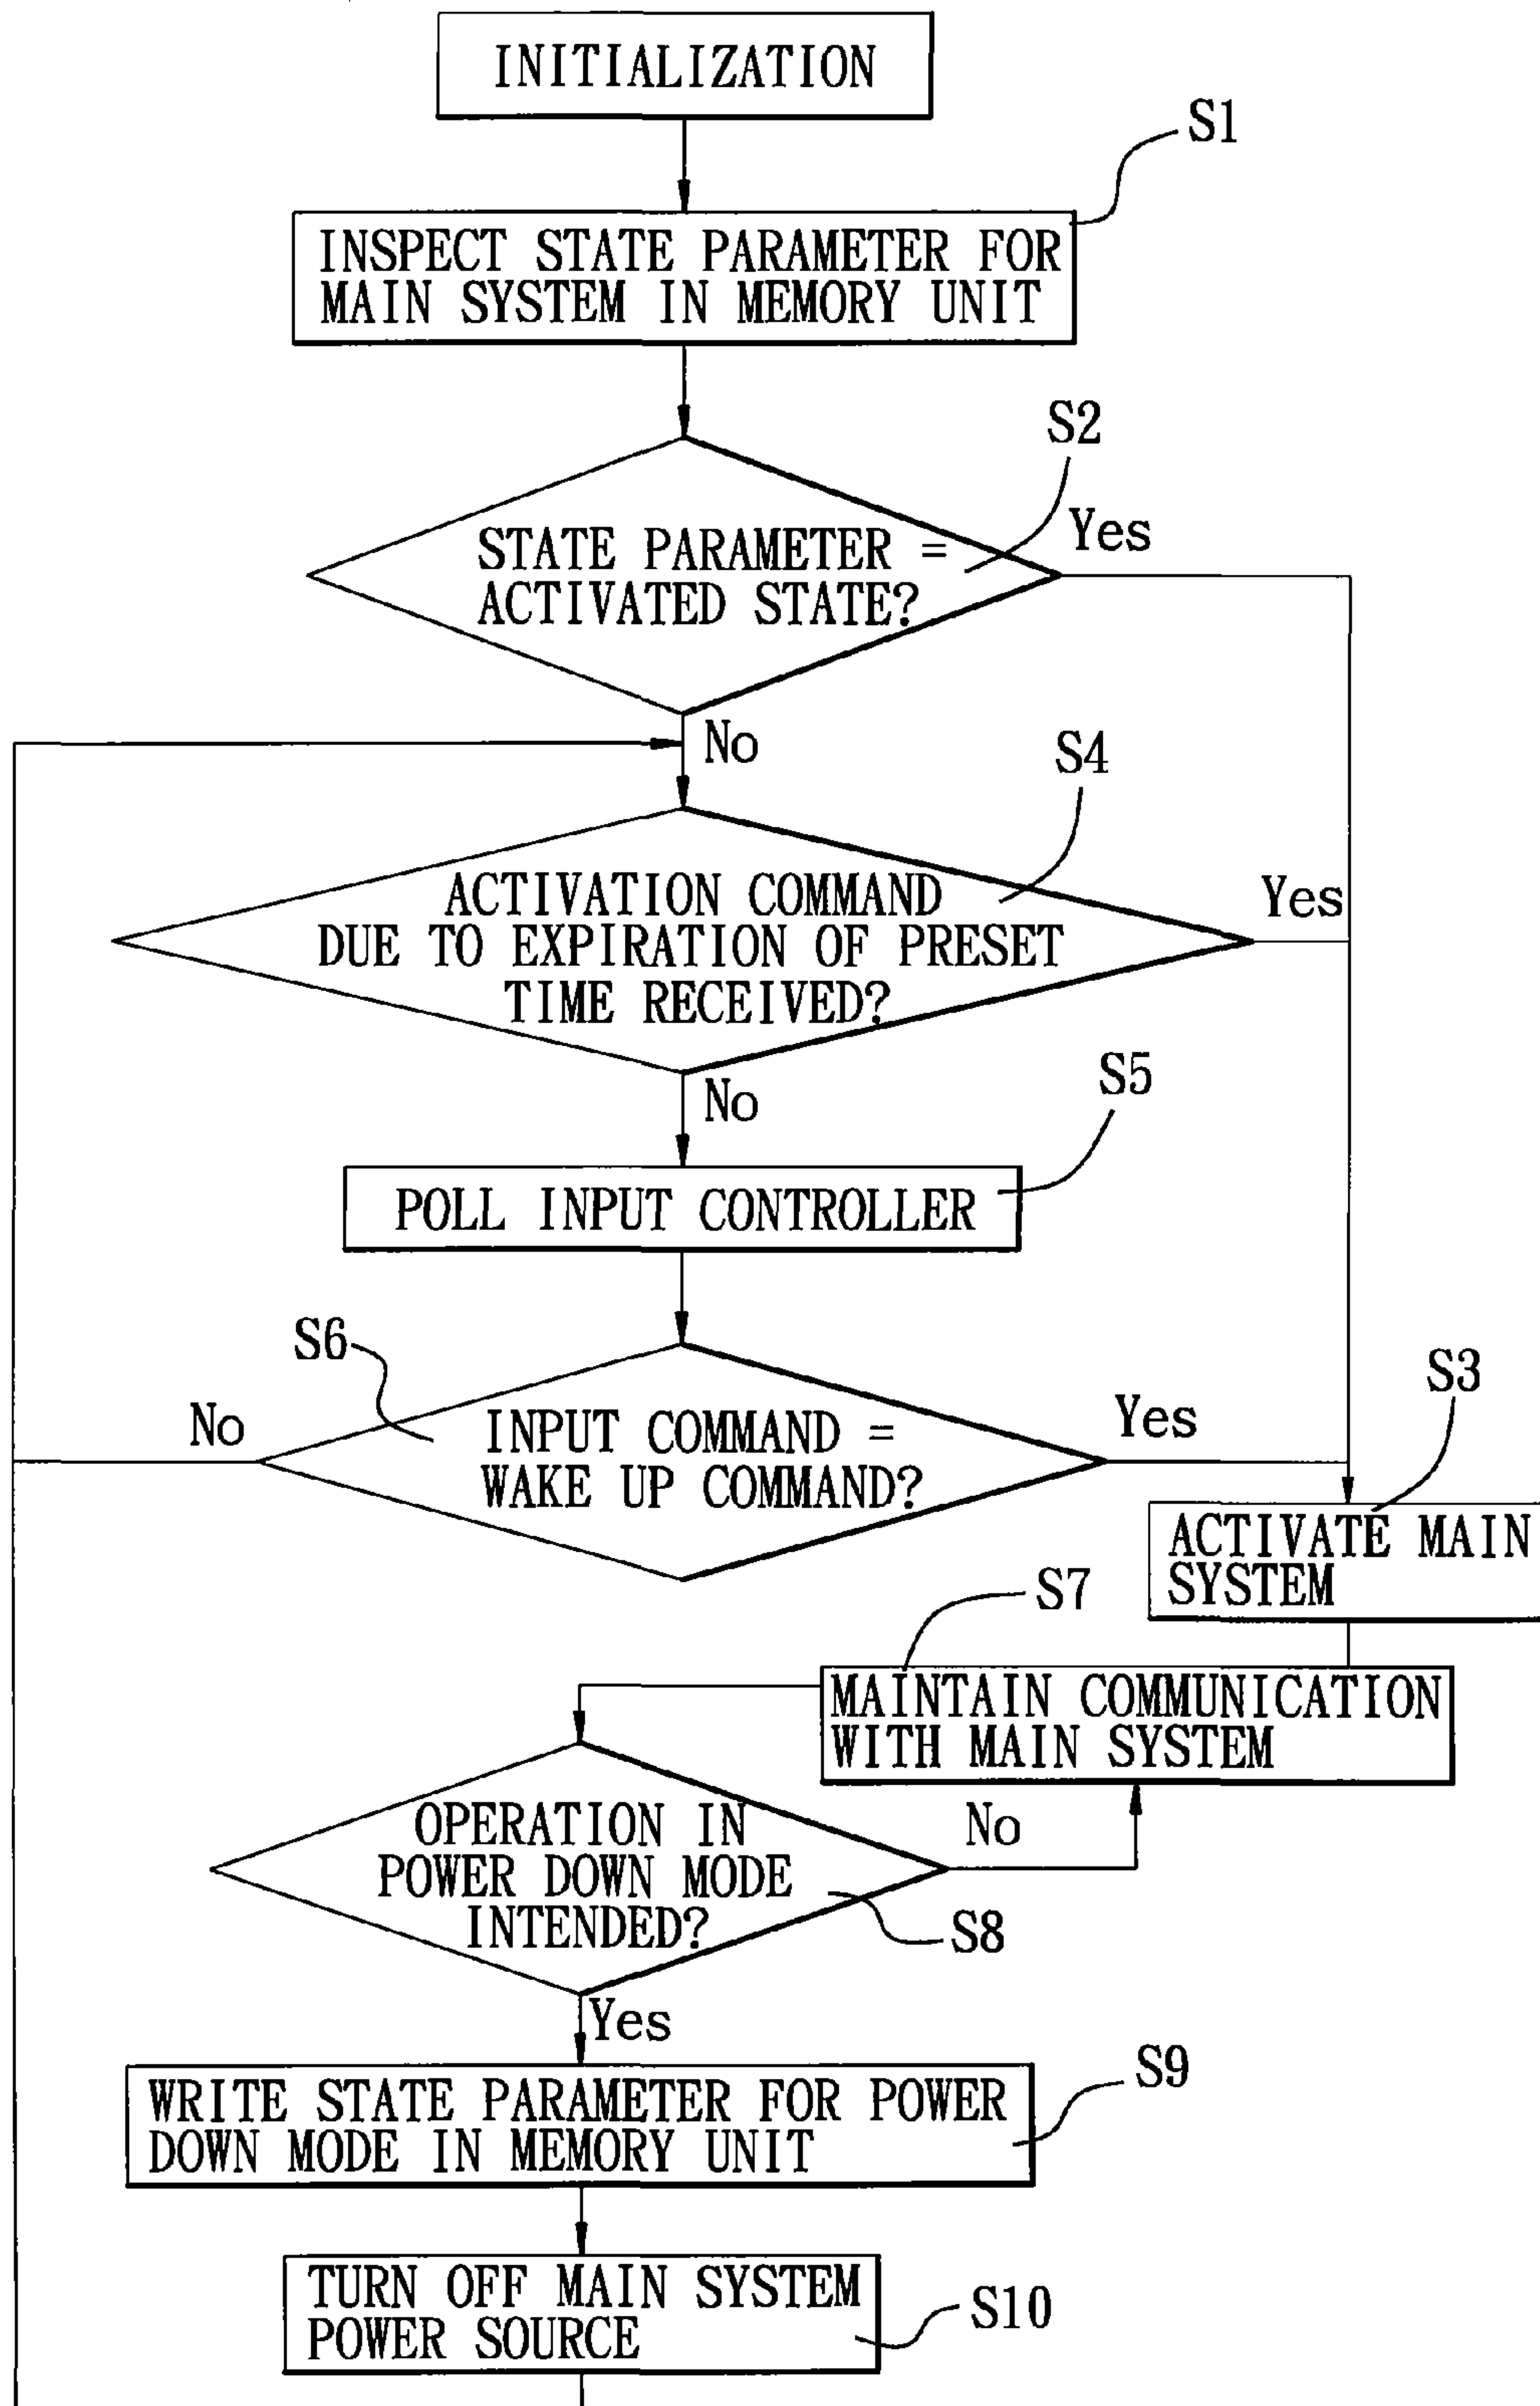 INITIALIZATION
S1
INSPECT STATE PARAMETER FOR
MAIN SYSTEM IN MEMORY UNIT
S2
STATE PARAMETER =
ACTIVATED STATE?
Yes
No
S4
ACTIVATION COMMAND
DUE TO EXPIRATION OF PRESET
TIME RECEIVED?
Yes
No
S5
POLL INPUT CONTROLLER
S6
No
INPUT COMMAND =
WAKE UP COMMAND?
Yes
S3
ACTIVATE MAIN
SYSTEM
S7
MAINTAIN COMMUNICATION
WITH MAIN SYSTEM
OPERATION IN
POWER DOWN MODE
INTENDED?
No
S8
Yes
S9
WRITE STATE PARAMETER FOR POWER
DOWN MODE IN MEMORY UNIT
TURN OFF MAIN SYSTEM
POWER SOURCE
S10